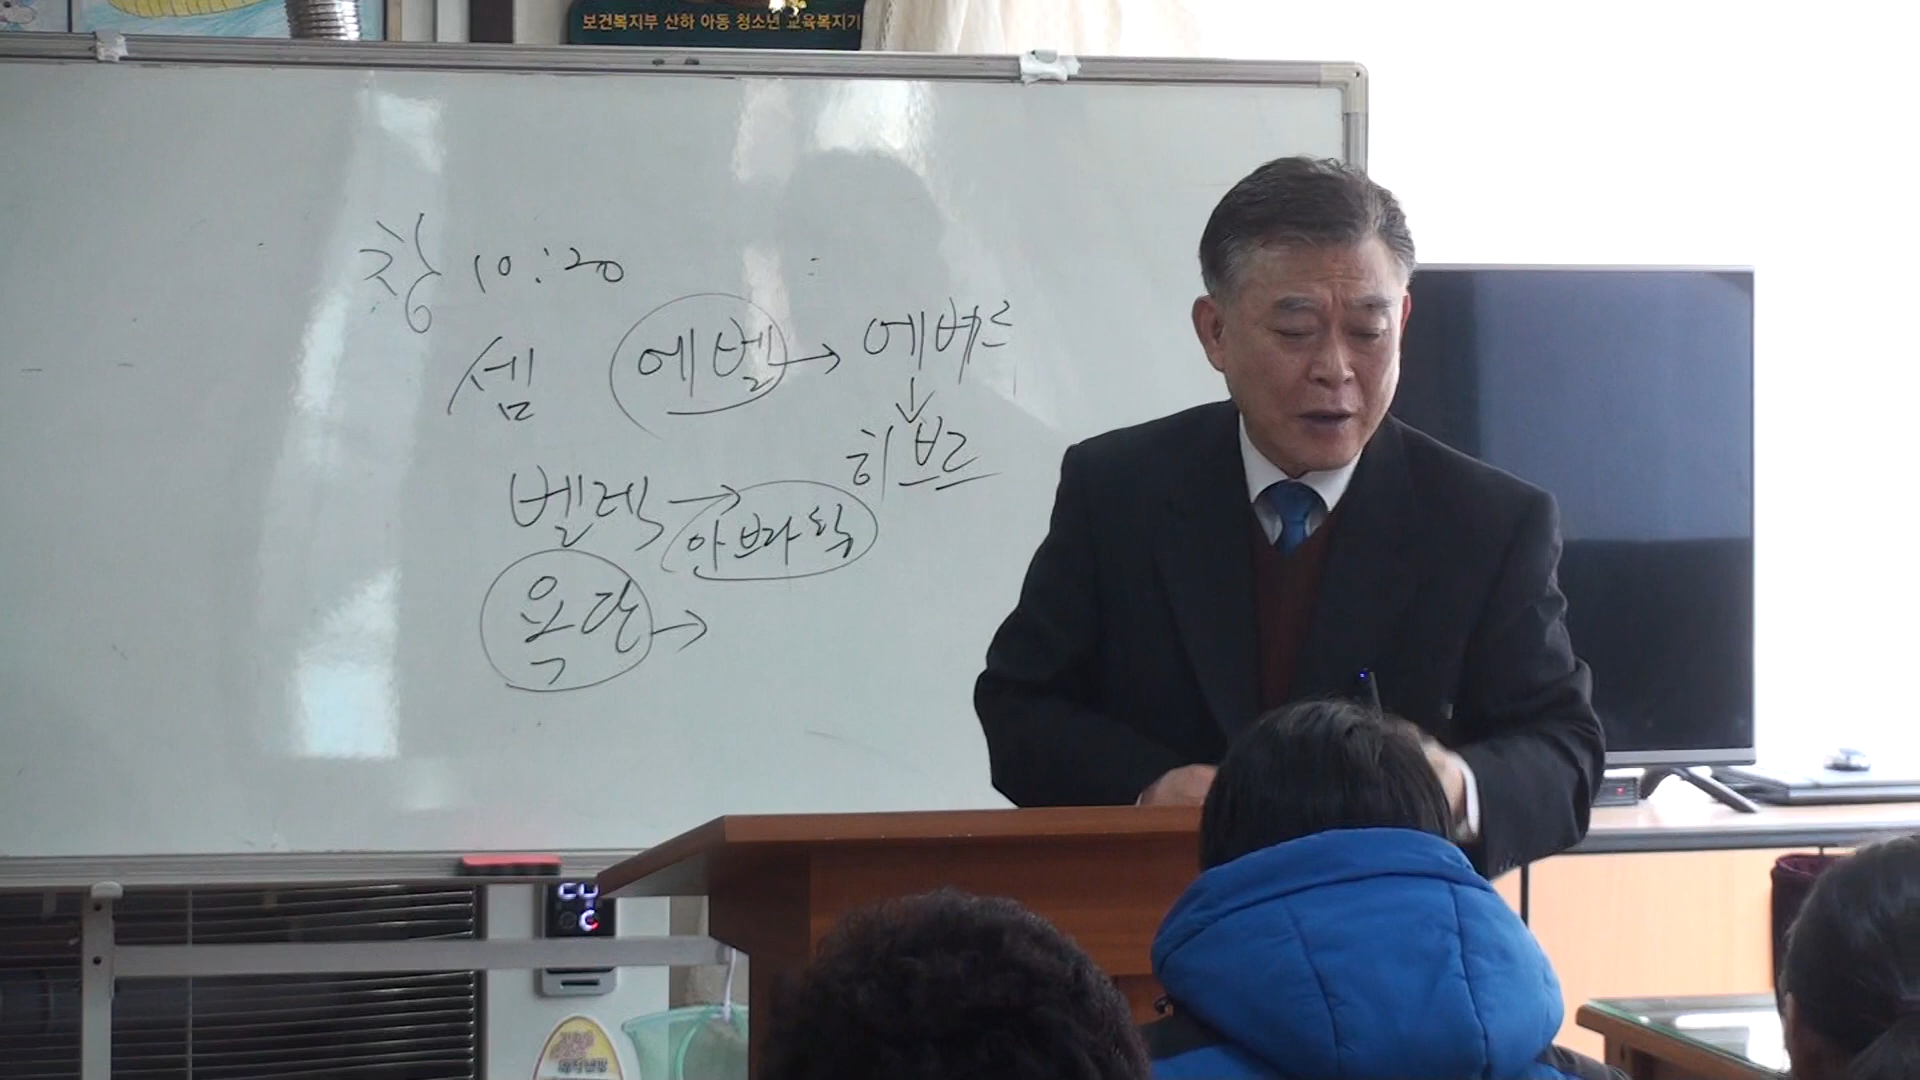 보건복지부 산하 아동 청소년 교육복지기
창 10:20
셈 에벨 → 에베르
↓
히브르
벨렉 → 아브라함
욕단 →